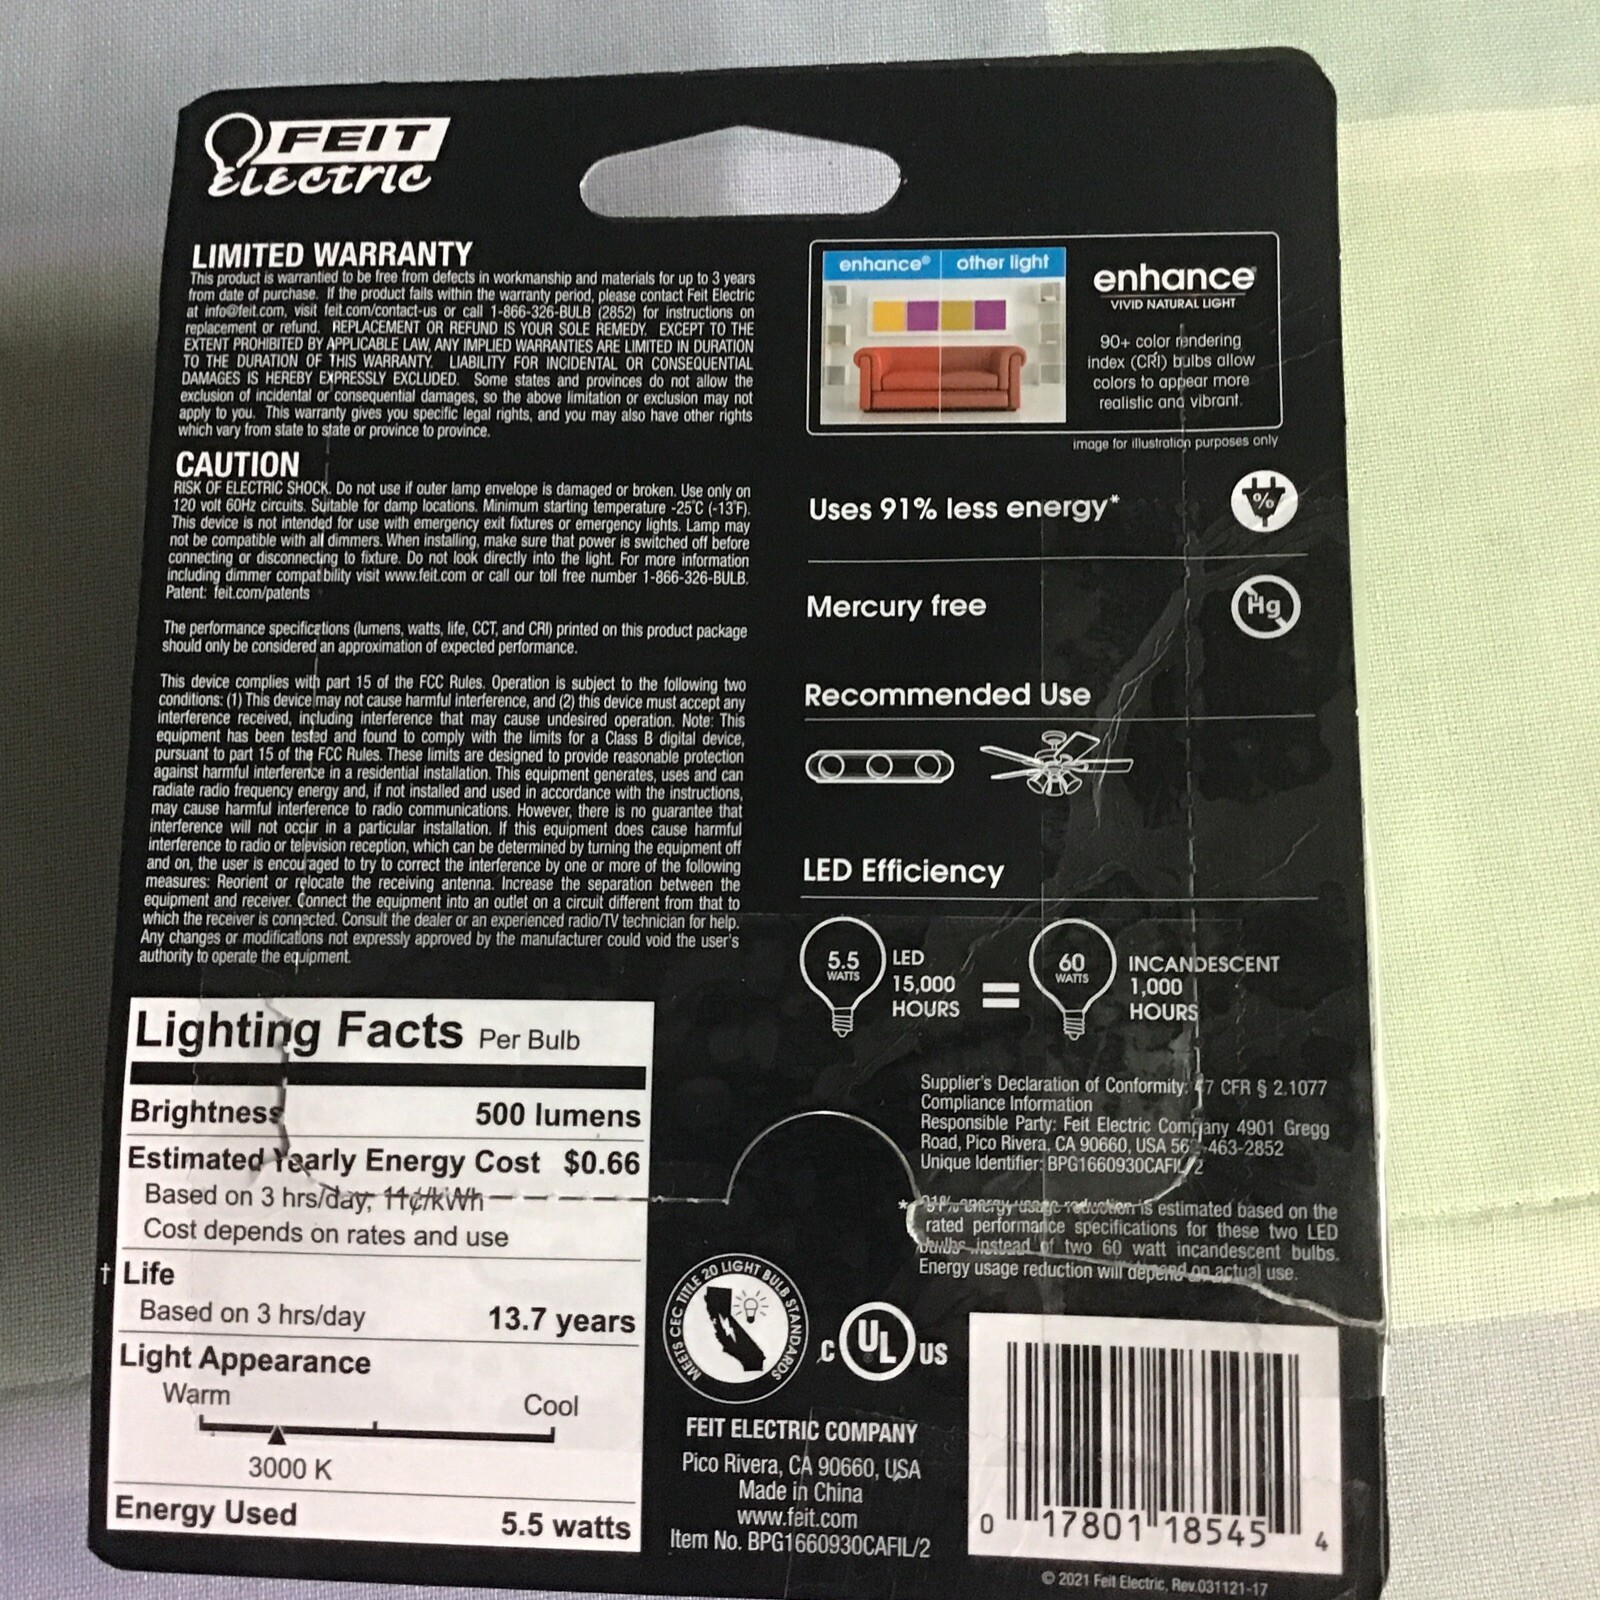 FEIT
Electric
LIMITED WARRANTY
This product is warrantied to be free from defects in workmanship and materials for up to 3 years
from date of purchase. If the product fails within the warranty period, please contact Feit Electric
at info@feit.com, visit feit.com/contact-us or call 1-866-326-BULB (2852) for instructions on
replacement or refund. REPLACEMENT OR REFUND IS YOUR SOLE REMEDY. EXCEPT TO THE
EXTENT PROHIBITED BY APPLICABLE LAW, ANY IMPLIED WARRANTIES ARE LIMITED IN DURATION
TO THE DURATION OF THIS WARRANTY. LIABILITY FOR INCIDENTAL OR CONSEQUENTIAL
DAMAGES IS HEREBY EXPRESSLY EXCLUDED. Some states and provinces do not allow the
exclusion of incidental or consequential damages, so the above limitation or exclusion may not
apply to you. This warranty gives you specific legal rights, and you may also have other rights
which vary from state to state or province to province.
CAUTION
RISK OF ELECTRIC SHOCK. Do not use if outer lamp envelope is damaged or broken. Use only on
120 volt 60Hz circuits. Suitable for damp locations. Minimum starting temperature -25°C (-13°F).
This device is not intended for use with emergency exit fixtures or emergency lights. Lamp may
not be compatible with all dimmers. When installing, make sure that power is switched off before
connecting or disconnecting to fixture. Do not look directly into the light. For more information
including dimmer compatibility visit www.feit.com or call our toll free number 1-866-326-BULB.
Patent: feit.com/patents
The performance specifications (lumens, watts, life, CCT, and CRI) printed on this product package
should only be considered an approximation of expected performance.
This device complies with part 15 of the FCC Rules. Operation is subject to the following two
conditions: (1) This device may not cause harmful interference, and (2) this device must accept any
interference received, including interference that may cause undesired operation. Note: This
equipment has been tested and found to comply with the limits for a Class B digital device,
pursuant to part 15 of the FCC Rules. These limits are designed to provide reasonable protection
against harmful interference in a residential installation. This equipment generates, uses and can
radiate radio frequency energy and, if not installed and used in accordance with the instructions,
may cause harmful interference to radio communications. However, there is no guarantee that
interference will not occur in a particular installation. If this equipment does cause harmful
interference to radio or television reception, which can be determined by turning the equipment off
and on, the user is encouraged to try to correct the interference by one or more of the following
measures: Reorient or relocate the receiving antenna. Increase the separation between the
equipment and receiver. Connect the equipment into an outlet on a circuit different from that to
which the receiver is connected. Consult the dealer or an experienced radio/TV technician for help.
Any changes or modifications not expressly approved by the manufacturer could void the user's
authority to operate the equipment.
Lighting Facts Per Bulb
Brightness 500 lumens
Estimated Yearly Energy Cost $0.66
Based on 3 hrs/day, 11¢/kWh
Cost depends on rates and use
† Life
Based on 3 hrs/day 13.7 years
Light Appearance
Warm Cool
3000 K
Energy Used 5.5 watts
enhance® other light
enhance®
VIVID NATURAL LIGHT
90+ color rendering
index (CRI) bulbs allow
colors to appear more
realistic and vibrant.
image for illustration purposes only
Uses 91% less energy*
%
Mercury free
Hg
Recommended Use
LED Efficiency
5.5
WATTS
LED
15,000
HOURS
=
60
WATTS
INCANDESCENT
1,000
HOURS
Supplier's Declaration of Conformity: 47 CFR § 2.1077
Compliance Information
Responsible Party: Feit Electric Company 4901 Gregg
Road, Pico Rivera, CA 90660, USA 562-463-2852
Unique Identifier: BPG1660930CAFIL/2
* 91% energy usage reduction is estimated based on the
rated performance specifications for these two LED
bulbs instead of two 60 watt incandescent bulbs.
Energy usage reduction will depend on actual use.
MEETS CEC TITLE 20 LIGHT BULB STANDARDS
C UL US
FEIT ELECTRIC COMPANY
Pico Rivera, CA 90660, USA
Made in China
www.feit.com
Item No. BPG1660930CAFIL/2
0 17801 18545 4
© 2021 Feit Electric, Rev.031121-17